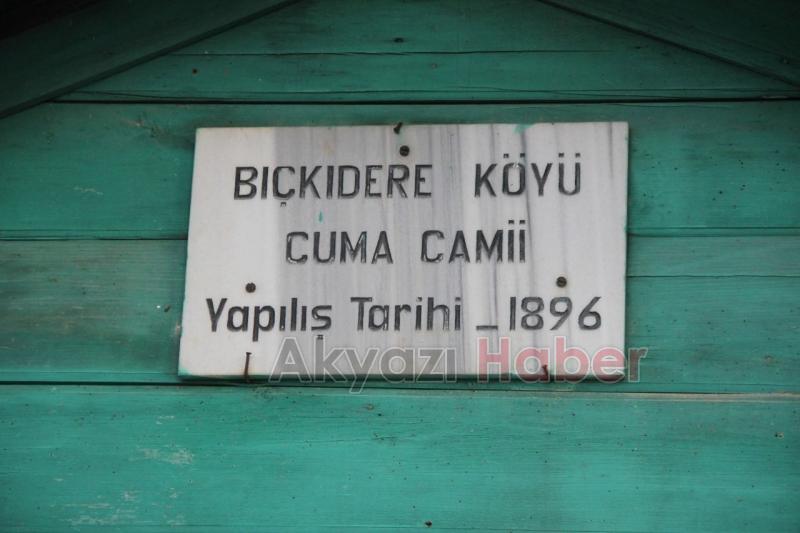 BIÇKIDERE KÖYÜ
CUMA CAMİİ
Yapılış Tarihi _ 1896
Akyazı Haber